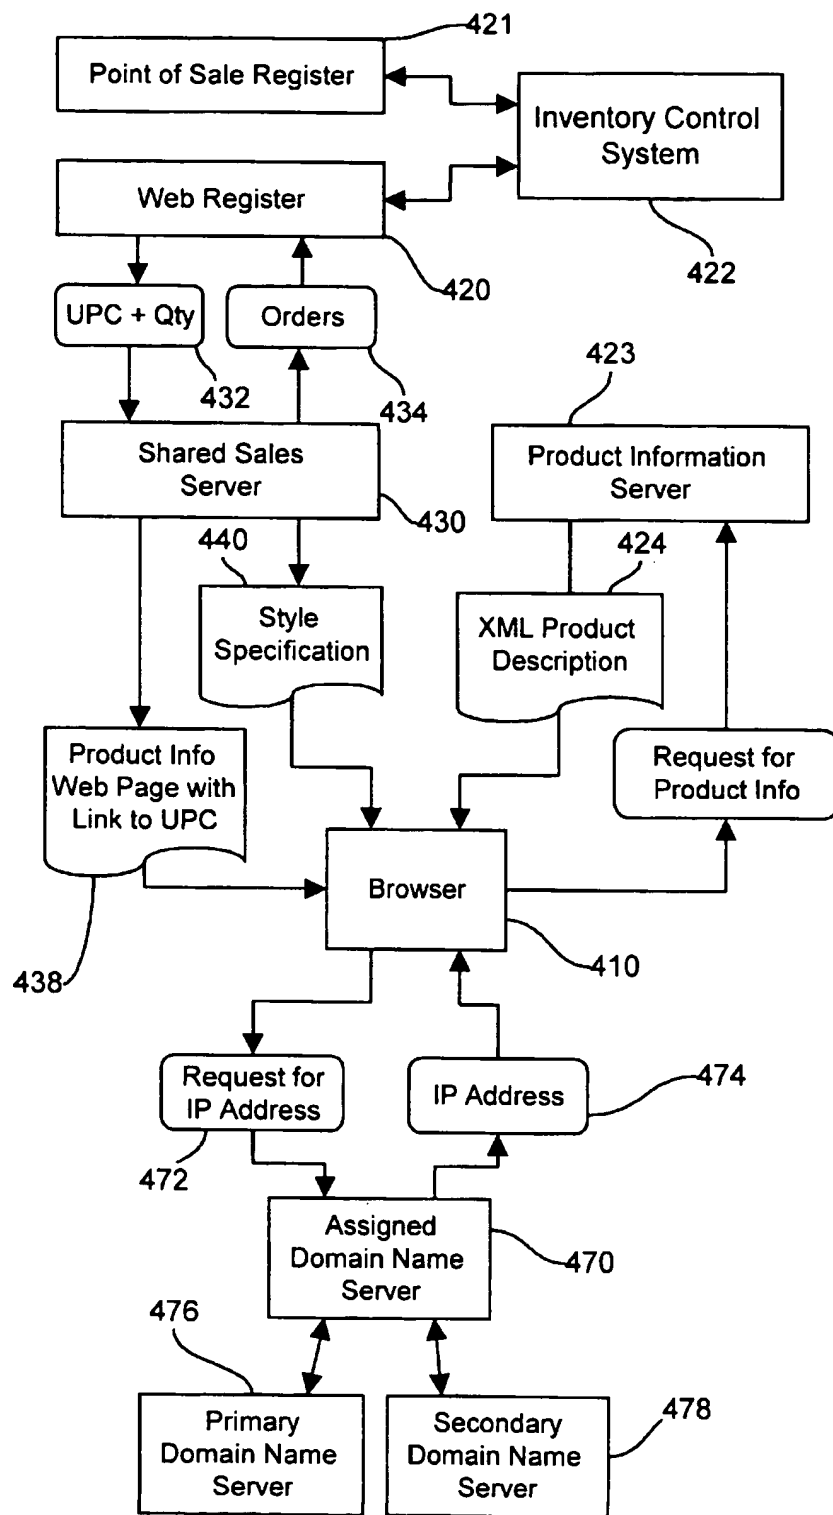 421
Point of Sale Register
Inventory Control
System
Web Register
422
420
UPC + Qty
Orders
432
434
423
Shared Sales
Server
Product Information
Server
430
440
424
Style
Specification
XML Product
Description
Product Info
Web Page with
Link to UPC
Request for
Product Info
Browser
438
410
Request for
IP Address
IP Address
474
472
Assigned
Domain Name
Server
470
476
Primary
Domain Name
Server
Secondary
Domain Name
Server
478